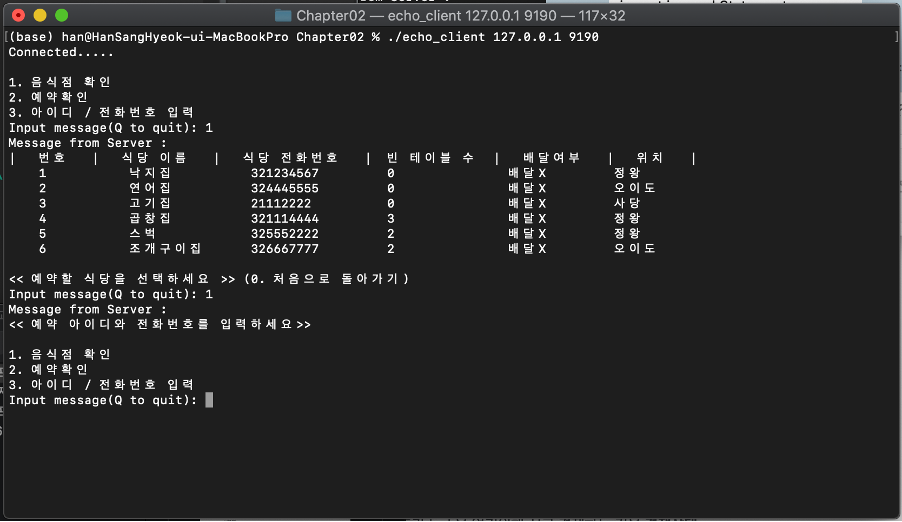 Chapter02 — echo_client 127.0.0.1 9190 — 117×32
(base) han@HanSangHyeok-ui-MacBookPro Chapter02 % ./echo_client 127.0.0.1 9190
Connected.....
1. 음식점 확인
2. 예약확인
3. 아이디 / 전화번호 입력
Input message(Q to quit): 1
Message from Server :
| 번호 | 식당 이름 | 식당 전화번호 | 빈 테이블 수 | 배달여부 | 위치 |
1 낙지집 321234567 0 배달X 정왕
2 연어집 324445555 0 배달X 오이도
3 고기집 21112222 0 배달X 사당
4 곱창집 321114444 3 배달X 정왕
5 스벅 325552222 2 배달X 정왕
6 조개구이집 326667777 2 배달X 오이도
<< 예약할 식당을 선택하세요 >> (0. 처음으로 돌아가기)
Input message(Q to quit): 1
Message from Server :
<< 예약 아이디와 전화번호를 입력하세요>>
1. 음식점 확인
2. 예약확인
3. 아이디 / 전화번호 입력
Input message(Q to quit):